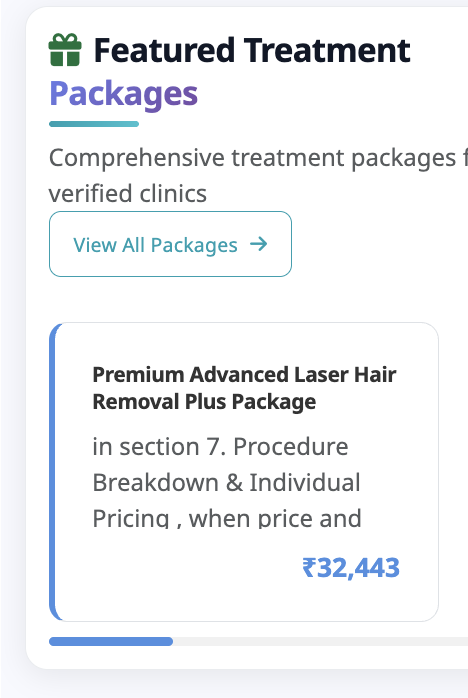 Featured Treatment
Packages
Comprehensive treatment packages
verified clinics
View All Packages →
Premium Advanced Laser Hair
Removal Plus Package
in section 7. Procedure
Breakdown & Individual
Pricing , when price and
₹32,443